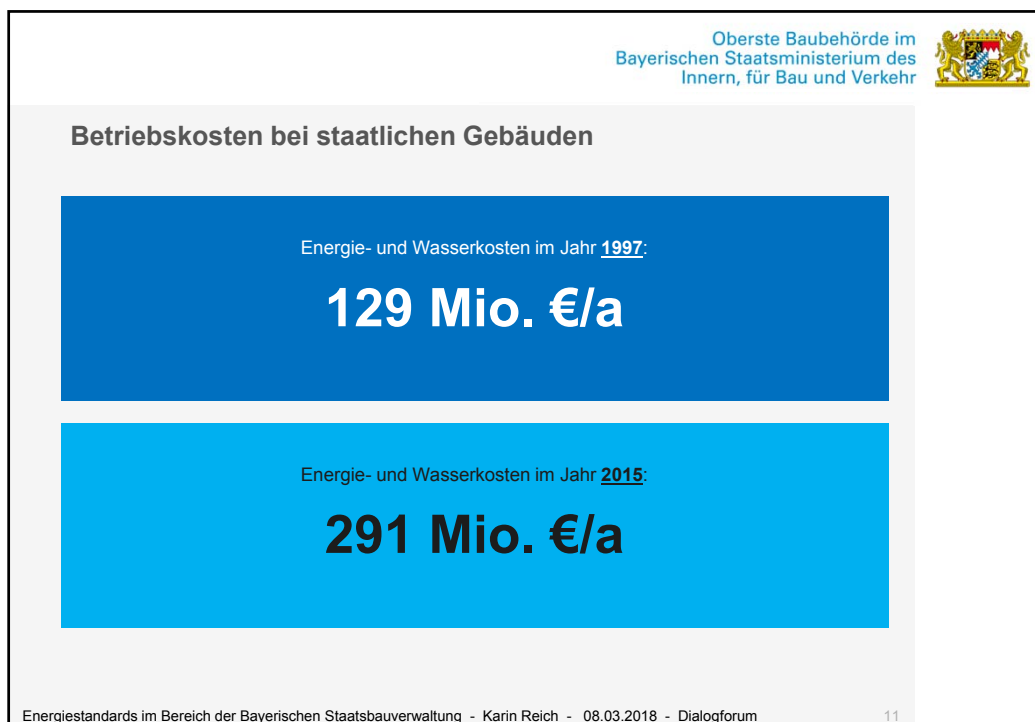 Oberste Baubehörde im
Bayerischen Staatsministerium des
Innern, für Bau und Verkehr
Betriebskosten bei staatlichen Gebäuden
Energie- und Wasserkosten im Jahr 1997:
129 Mio. €/a
Energie- und Wasserkosten im Jahr 2015:
291 Mio. €/a
Energiestandards im Bereich der Bayerischen Staatsbauverwaltung - Karin Reich - 08.03.2018 - Dialogforum 11